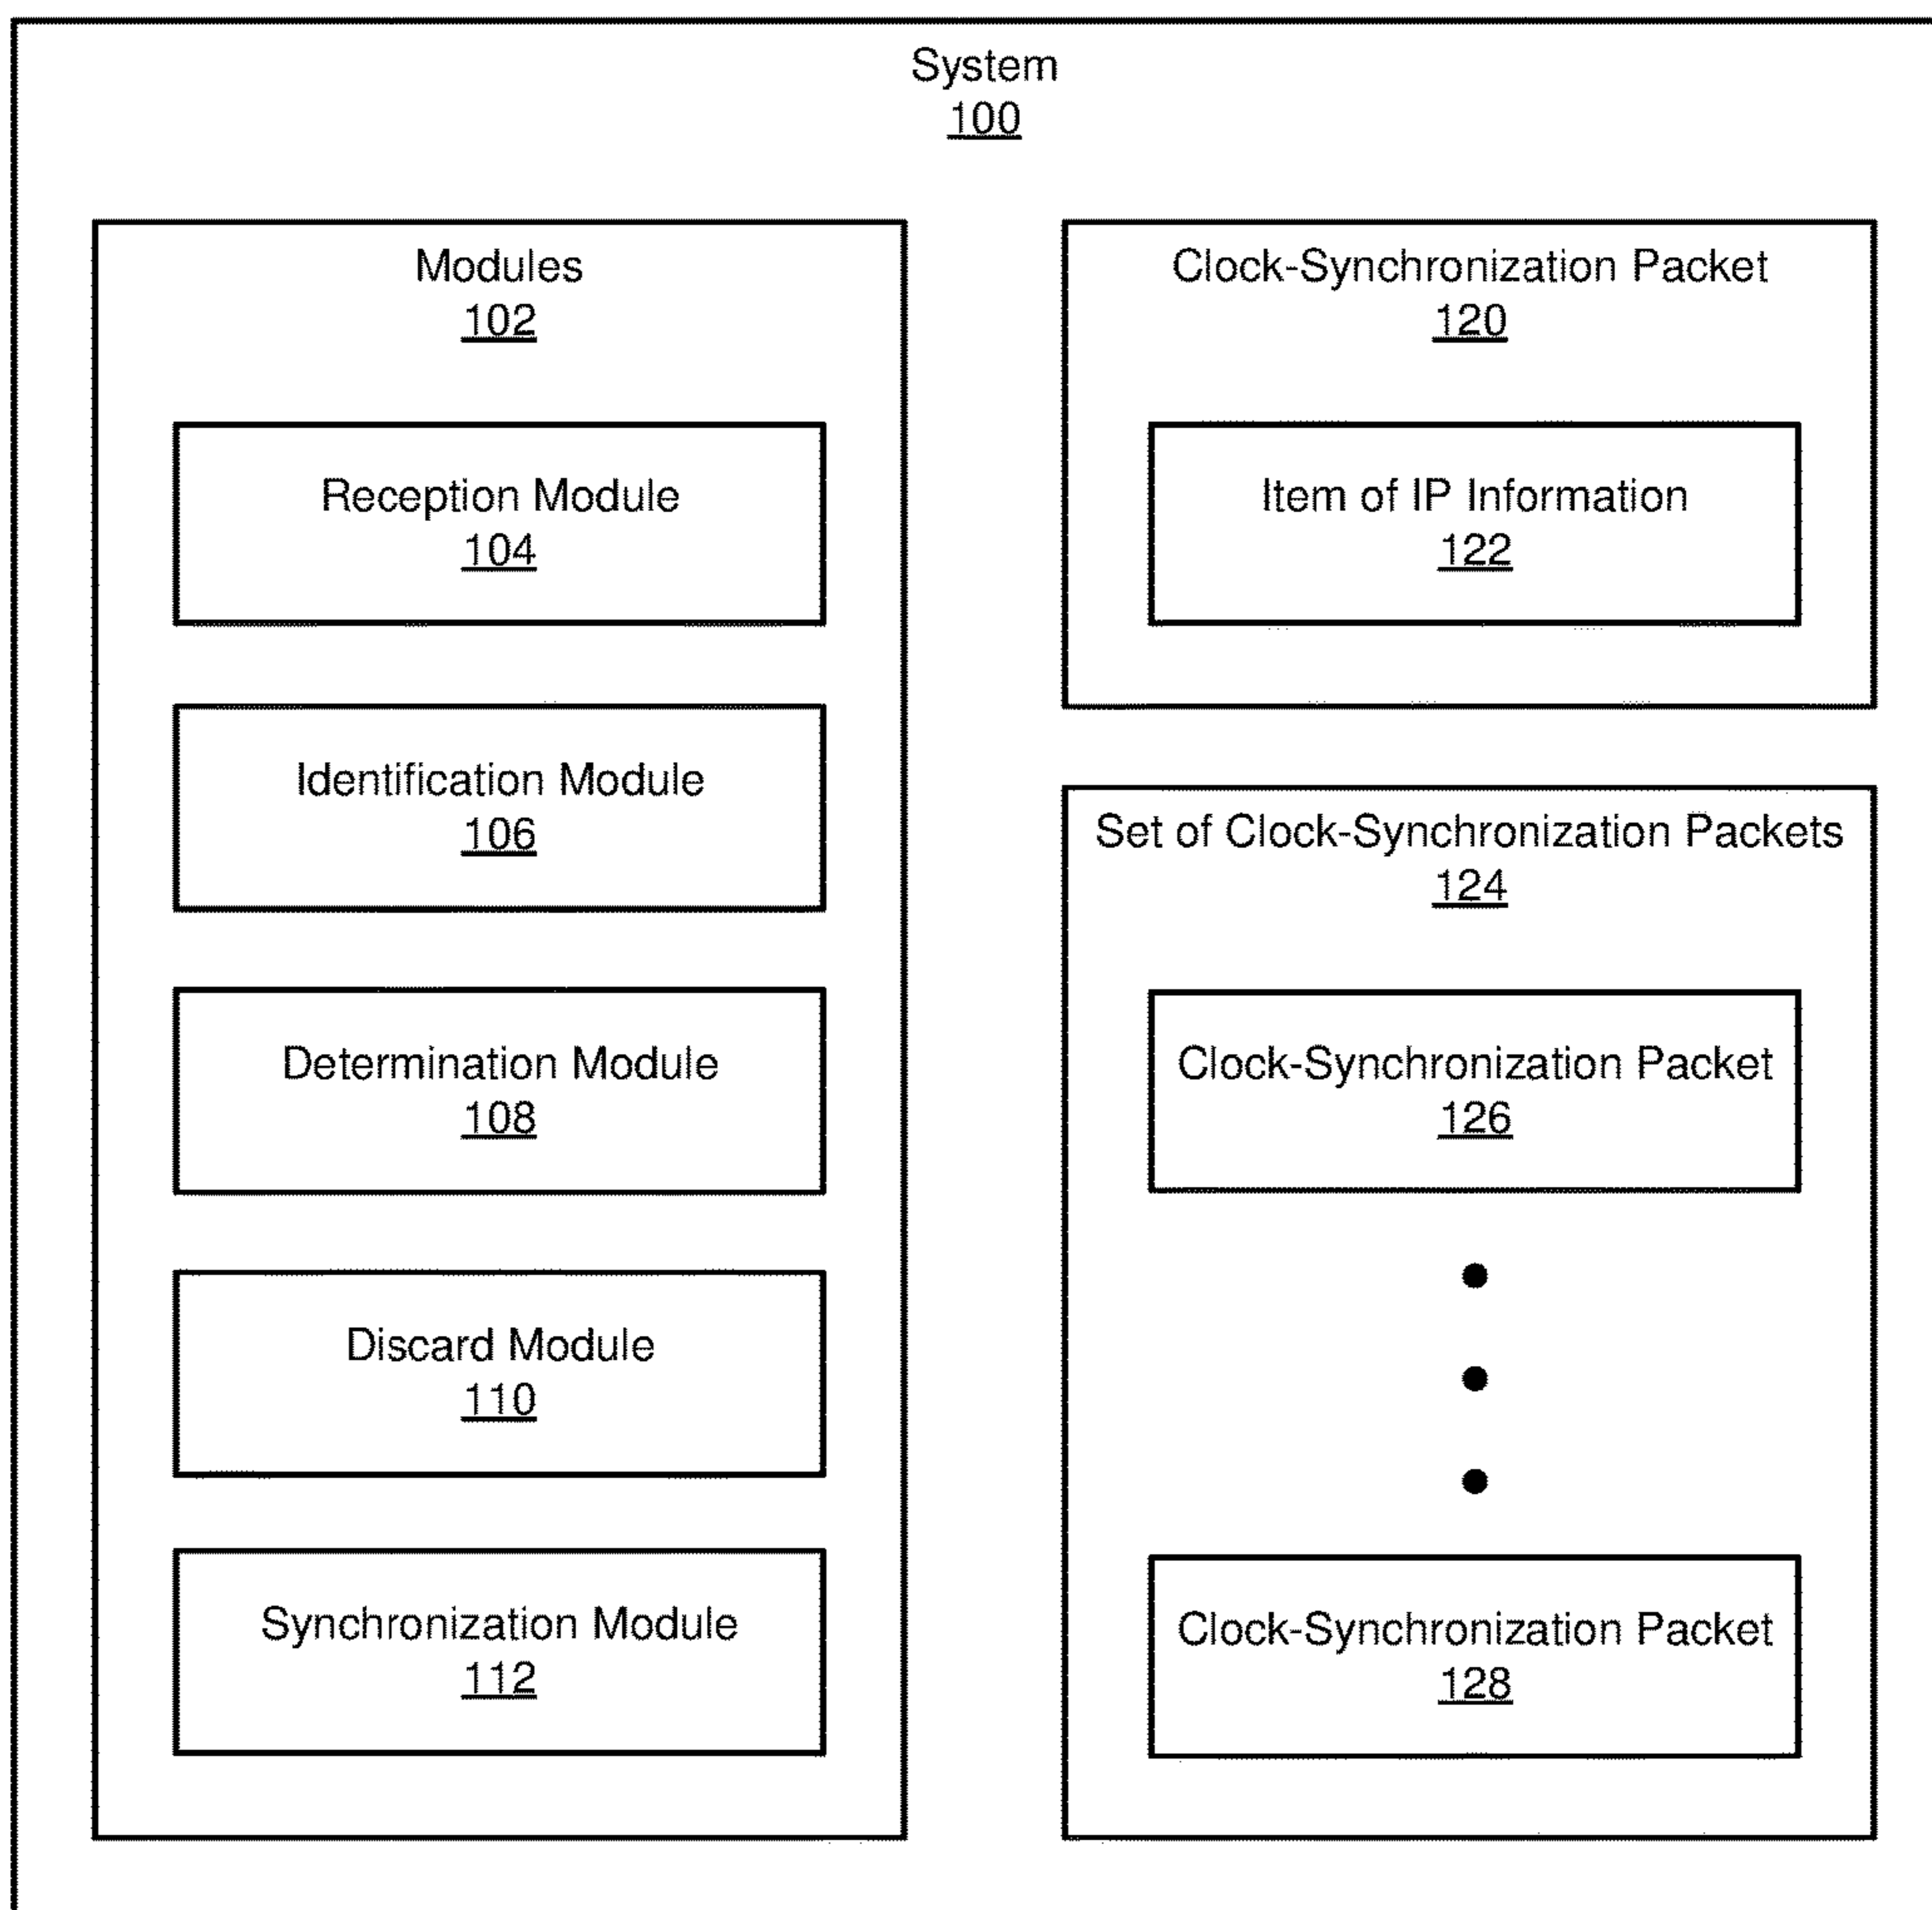 System
100
Modules
102
Reception Module
104
Identification Module
106
Determination Module
108
Discard Module
110
Synchronization Module
112
Clock-Synchronization Packet
120
Item of IP Information
122
Set of Clock-Synchronization Packets
124
Clock-Synchronization Packet
126
Clock-Synchronization Packet
128